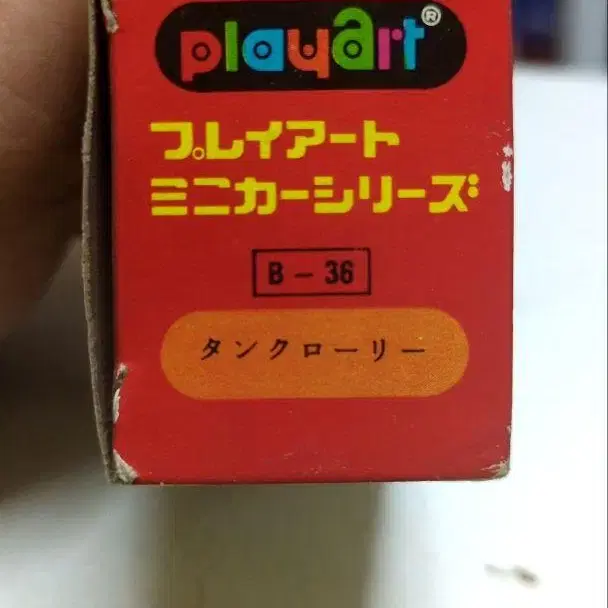 playart®
プレイアート
ミニカーシリーズ
B－36
タンクローリー